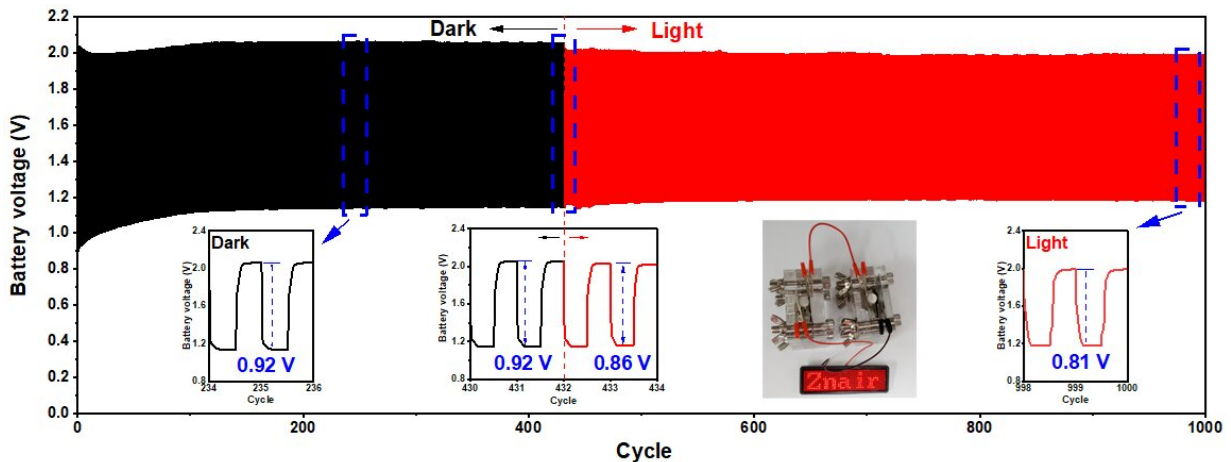 2.2
2.0
1.8
1.6
1.4
1.2
1.0
0.8
0.6
0.4
0.2
0.0
Battery voltage (V)
0
200
400
600
800
1000
Cycle
Dark
Light
Dark
2.4
2.0
1.6
1.2
0.8
Battery voltage (V)
0.92 V
234
235
236
Cycle
2.4
2.0
1.6
1.2
0.8
Battery voltage (V)
0.92 V
0.86 V
430
431
432
433
434
Cycle
Znair
Light
2.4
2.0
1.6
1.2
0.8
Battery voltage (V)
0.81 V
998
999
1000
Cycle